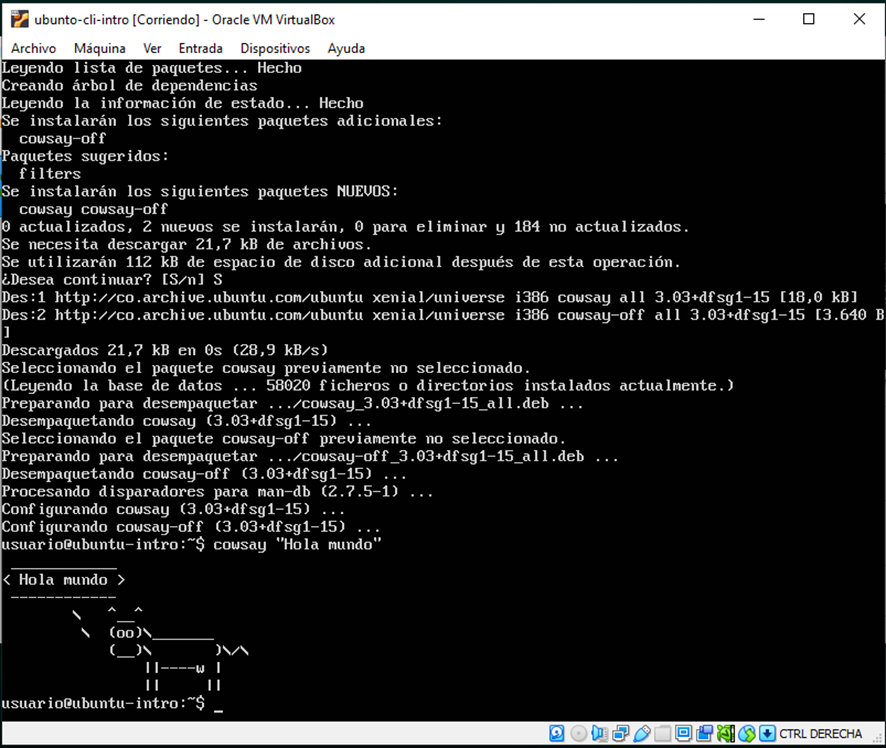 ubunto-cli-intro [Corriendo] - Oracle VM VirtualBox
Archivo Máquina Ver Entrada Dispositivos Ayuda
Leyendo lista de paquetes... Hecho
Creando árbol de dependencias
Leyendo la información de estado... Hecho
Se instalarán los siguientes paquetes adicionales:
  cowsay-off
Paquetes sugeridos:
  filters
Se instalarán los siguientes paquetes NUEVOS:
  cowsay cowsay-off
0 actualizados, 2 nuevos se instalarán, 0 para eliminar y 184 no actualizados.
Se necesita descargar 21,7 kB de archivos.
Se utilizarán 112 kB de espacio de disco adicional después de esta operación.
¿Desea continuar? [S/n] S
Des:1 http://co.archive.ubuntu.com/ubuntu xenial/universe i386 cowsay all 3.03+dfsg1-15 [18,0 kB]
Des:2 http://co.archive.ubuntu.com/ubuntu xenial/universe i386 cowsay-off all 3.03+dfsg1-15 [3.640 B
]
Descargados 21,7 kB en 0s (28,9 kB/s)
Seleccionando el paquete cowsay previamente no seleccionado.
(Leyendo la base de datos ... 58020 ficheros o directorios instalados actualmente.)
Preparando para desempaquetar .../cowsay_3.03+dfsg1-15_all.deb ...
Desempaquetando cowsay (3.03+dfsg1-15) ...
Seleccionando el paquete cowsay-off previamente no seleccionado.
Preparando para desempaquetar .../cowsay-off_3.03+dfsg1-15_all.deb ...
Desempaquetando cowsay-off (3.03+dfsg1-15) ...
Procesando disparadores para man-db (2.7.5-1) ...
Configurando cowsay (3.03+dfsg1-15) ...
Configurando cowsay-off (3.03+dfsg1-15) ...
usuario@ubuntu-intro:~$ cowsay "Hola mundo"
 ____________
< Hola mundo >
 ------------
        \   ^__^
         \  (oo)\_______
            (__)\       )\/\
                ||----w |
                ||     ||
usuario@ubuntu-intro:~$ _
CTRL DERECHA